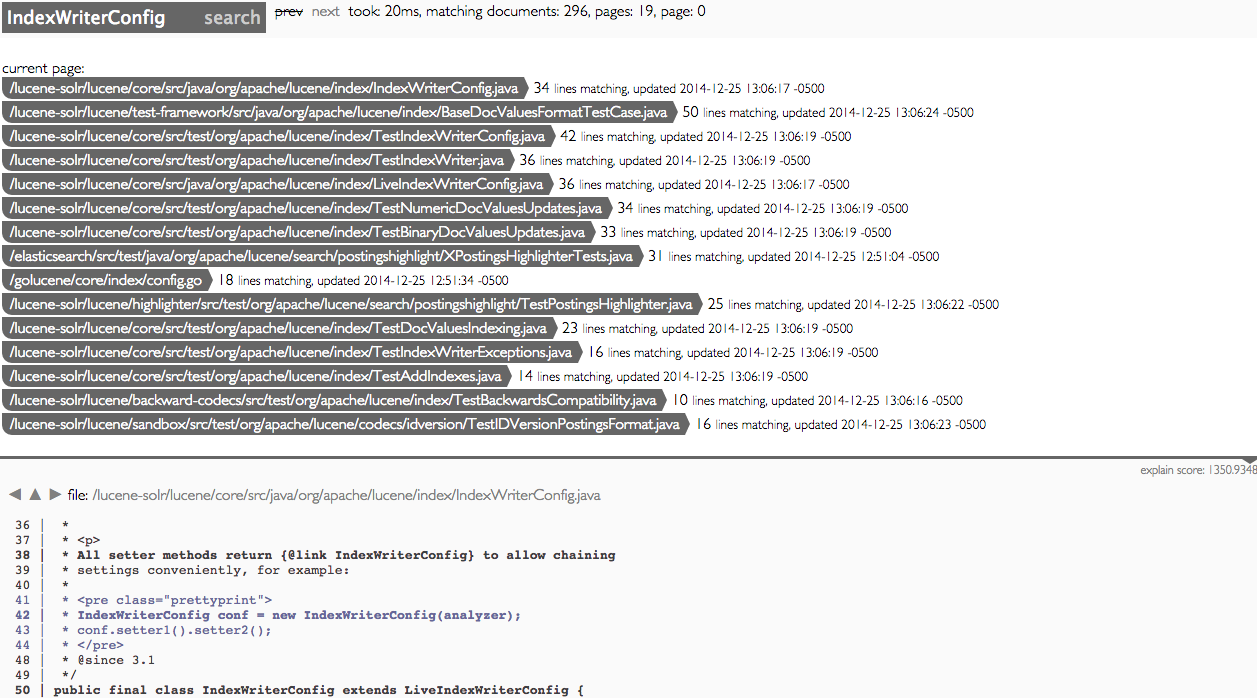 IndexWriterConfig search prev next took: 20ms, matching documents: 296, pages: 19, page: 0
current page:
/lucene-solr/lucene/core/src/java/org/apache/lucene/index/IndexWriterConfig.java 34 lines matching, updated 2014-12-25 13:06:17 -0500
/lucene-solr/lucene/test-framework/src/java/org/apache/lucene/index/BaseDocValuesFormatTestCase.java 50 lines matching, updated 2014-12-25 13:06:24 -0500
/lucene-solr/lucene/core/src/test/org/apache/lucene/index/TestIndexWriterConfig.java 42 lines matching, updated 2014-12-25 13:06:19 -0500
/lucene-solr/lucene/core/src/test/org/apache/lucene/index/TestIndexWriter.java 36 lines matching, updated 2014-12-25 13:06:19 -0500
/lucene-solr/lucene/core/src/java/org/apache/lucene/index/LiveIndexWriterConfig.java 36 lines matching, updated 2014-12-25 13:06:17 -0500
/lucene-solr/lucene/core/src/test/org/apache/lucene/index/TestNumericDocValuesUpdates.java 34 lines matching, updated 2014-12-25 13:06:19 -0500
/lucene-solr/lucene/core/src/test/org/apache/lucene/index/TestBinaryDocValuesUpdates.java 33 lines matching, updated 2014-12-25 13:06:19 -0500
/elasticsearch/src/test/java/org/apache/lucene/search/postingshighlight/XPostingsHighlighterTests.java 31 lines matching, updated 2014-12-25 12:51:04 -0500
/golucene/core/index/config.go 18 lines matching, updated 2014-12-25 12:51:34 -0500
/lucene-solr/lucene/highlighter/src/test/org/apache/lucene/search/postingshighlight/TestPostingsHighlighter.java 25 lines matching, updated 2014-12-25 13:06:22 -0500
/lucene-solr/lucene/core/src/test/org/apache/lucene/index/TestDocValuesIndexing.java 23 lines matching, updated 2014-12-25 13:06:19 -0500
/lucene-solr/lucene/core/src/test/org/apache/lucene/index/TestIndexWriterExceptions.java 16 lines matching, updated 2014-12-25 13:06:19 -0500
/lucene-solr/lucene/core/src/test/org/apache/lucene/index/TestAddIndexes.java 14 lines matching, updated 2014-12-25 13:06:19 -0500
/lucene-solr/lucene/backward-codecs/src/test/org/apache/lucene/index/TestBackwardsCompatibility.java 10 lines matching, updated 2014-12-25 13:06:16 -0500
/lucene-solr/lucene/sandbox/src/test/org/apache/lucene/codecs/idversion/TestIDVersionPostingsFormat.java 16 lines matching, updated 2014-12-25 13:06:23 -0500
explain score: 1350.9348
◀ ▲ ▶ file: /lucene-solr/lucene/core/src/java/org/apache/lucene/index/IndexWriterConfig.java
36 | *
37 | * <p>
38 | * All setter methods return {@link IndexWriterConfig} to allow chaining
39 | * settings conveniently, for example:
40 | *
41 | * <pre class="prettyprint">
42 | * IndexWriterConfig conf = new IndexWriterConfig(analyzer);
43 | * conf.setter1().setter2();
44 | * </pre>
48 | * @since 3.1
49 | */
50 | public final class IndexWriterConfig extends LiveIndexWriterConfig {